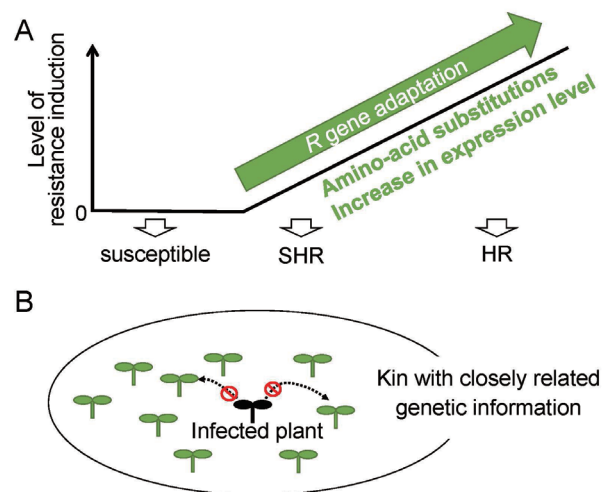 A
Level of
resistance induction
R gene adaptation
Amino-acid substitutions
Increase in expression level
0
susceptible
SHR
HR
B
Kin with closely related
genetic information
Infected plant